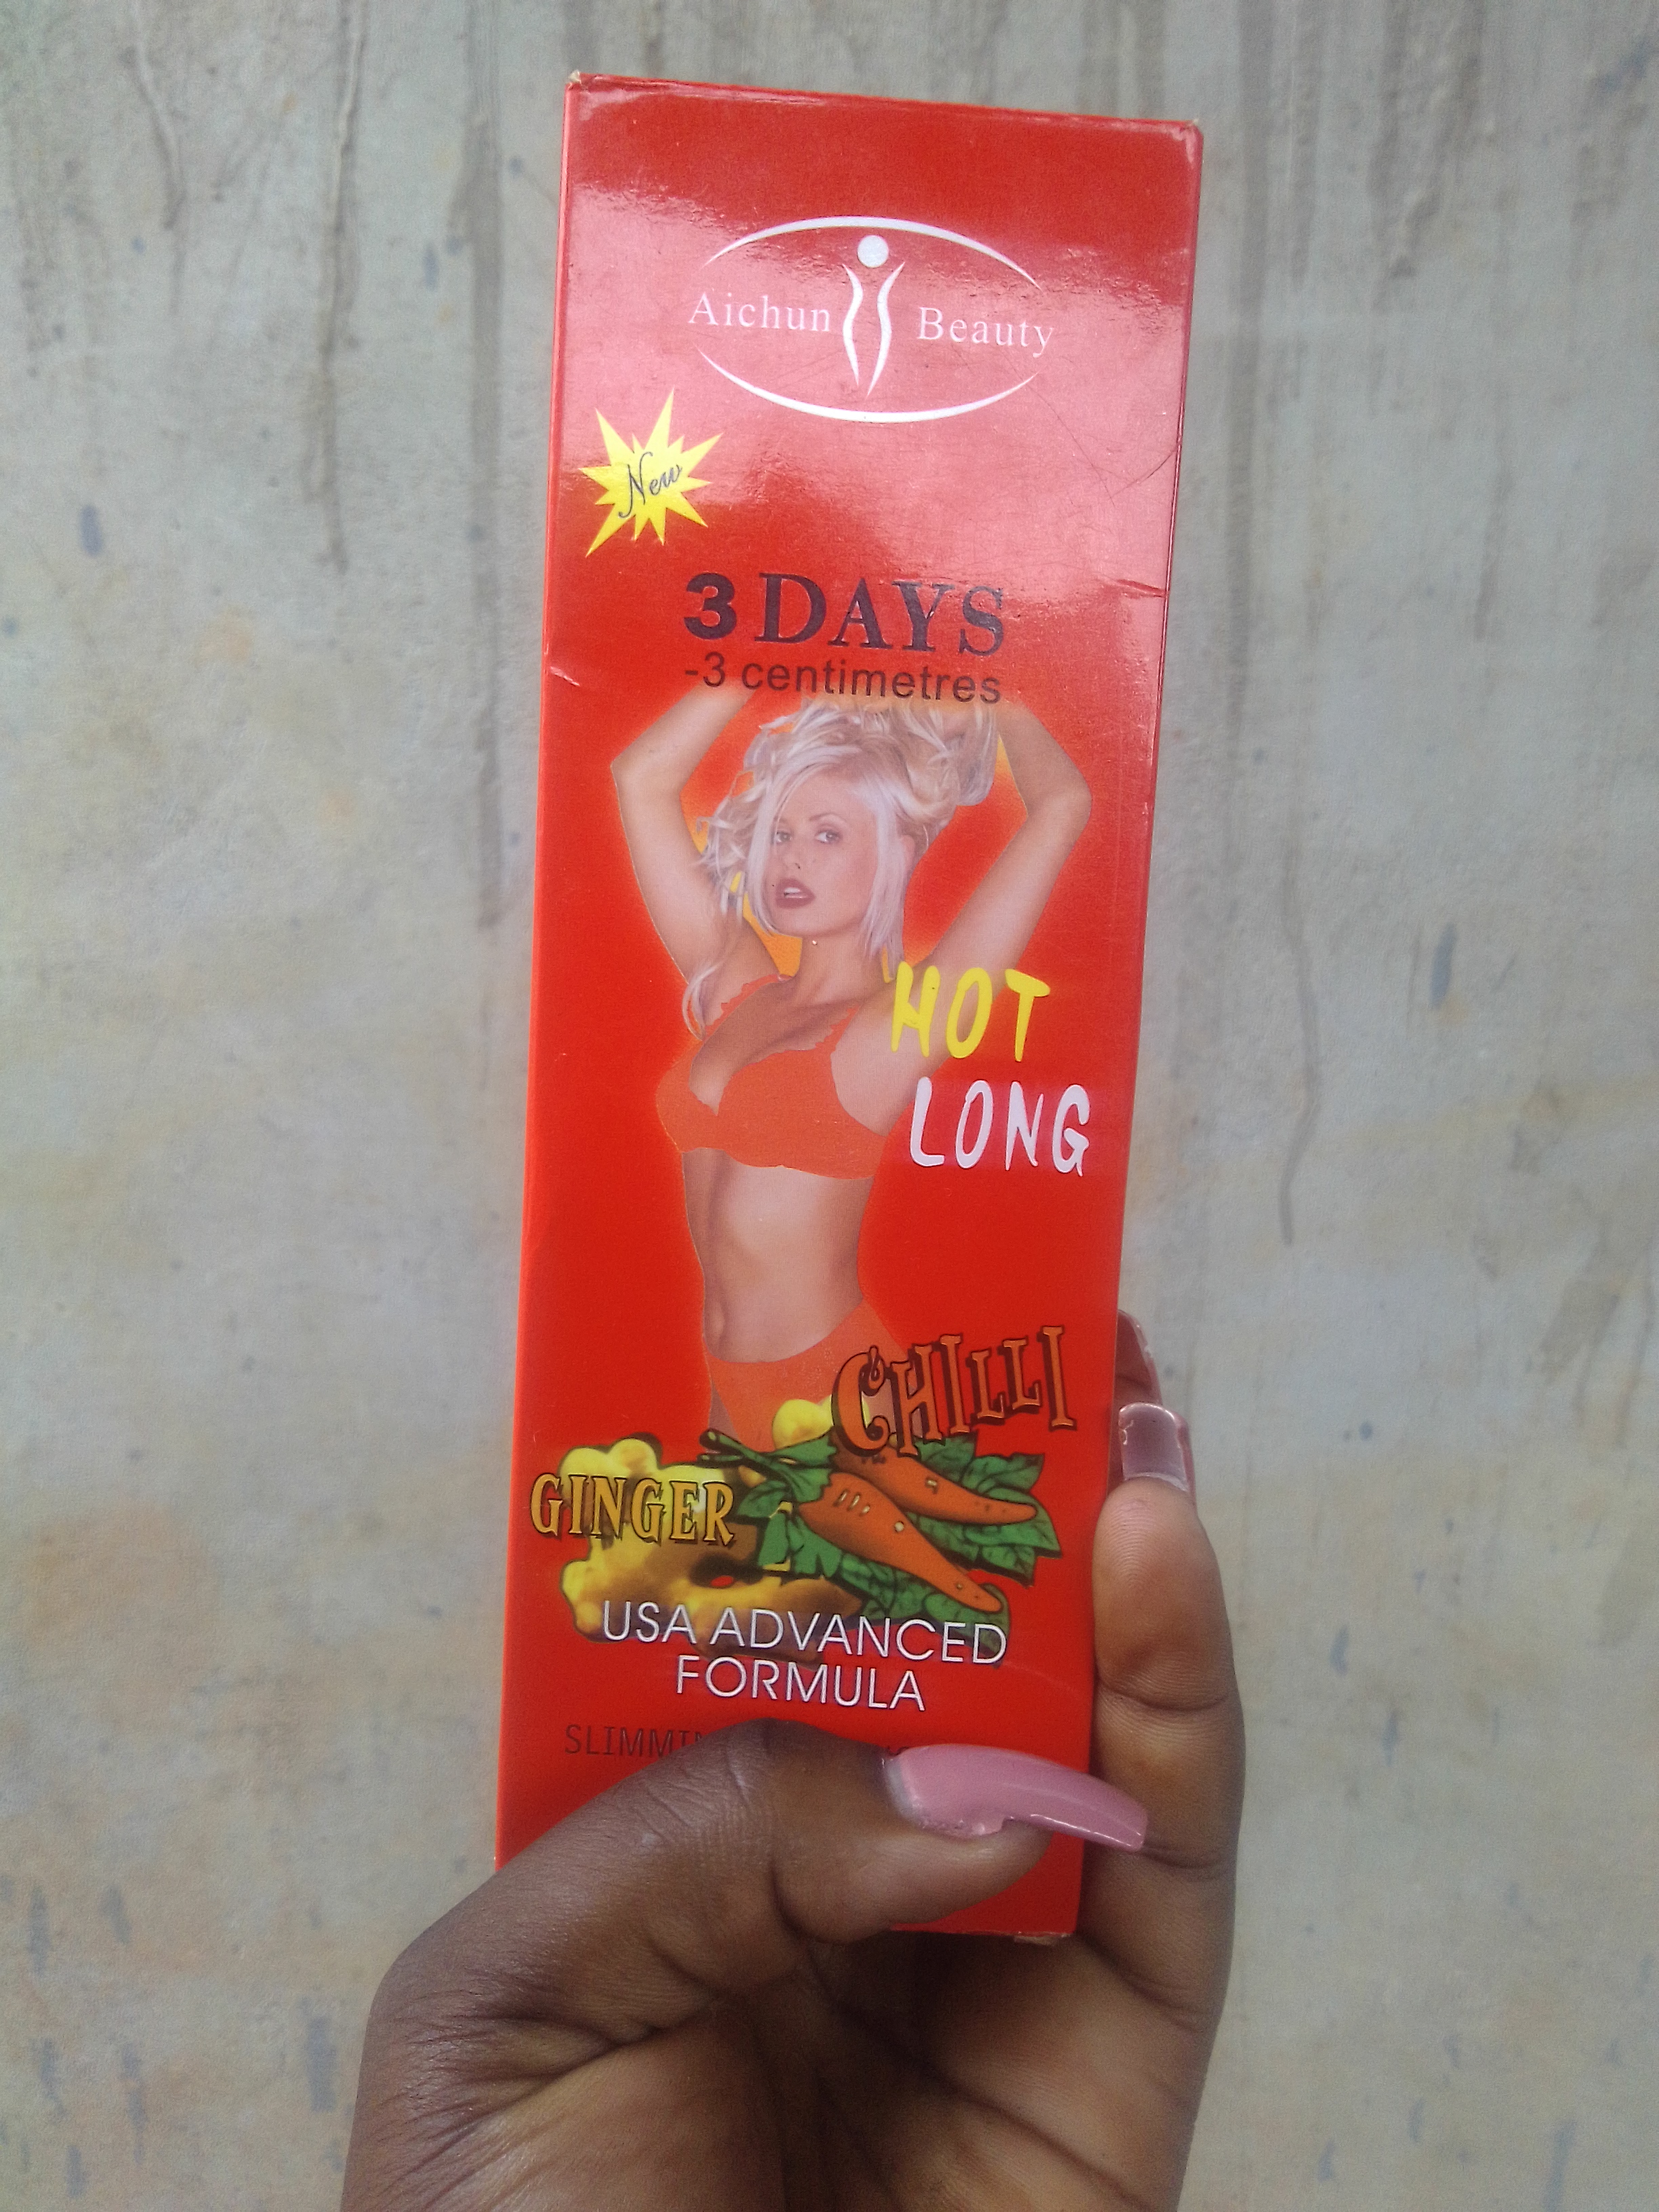 Aichun Beauty
New
3 DAYS
-3 centimetres
HOT
LONG
CHILLI
GINGER
USA ADVANCED
FORMULA